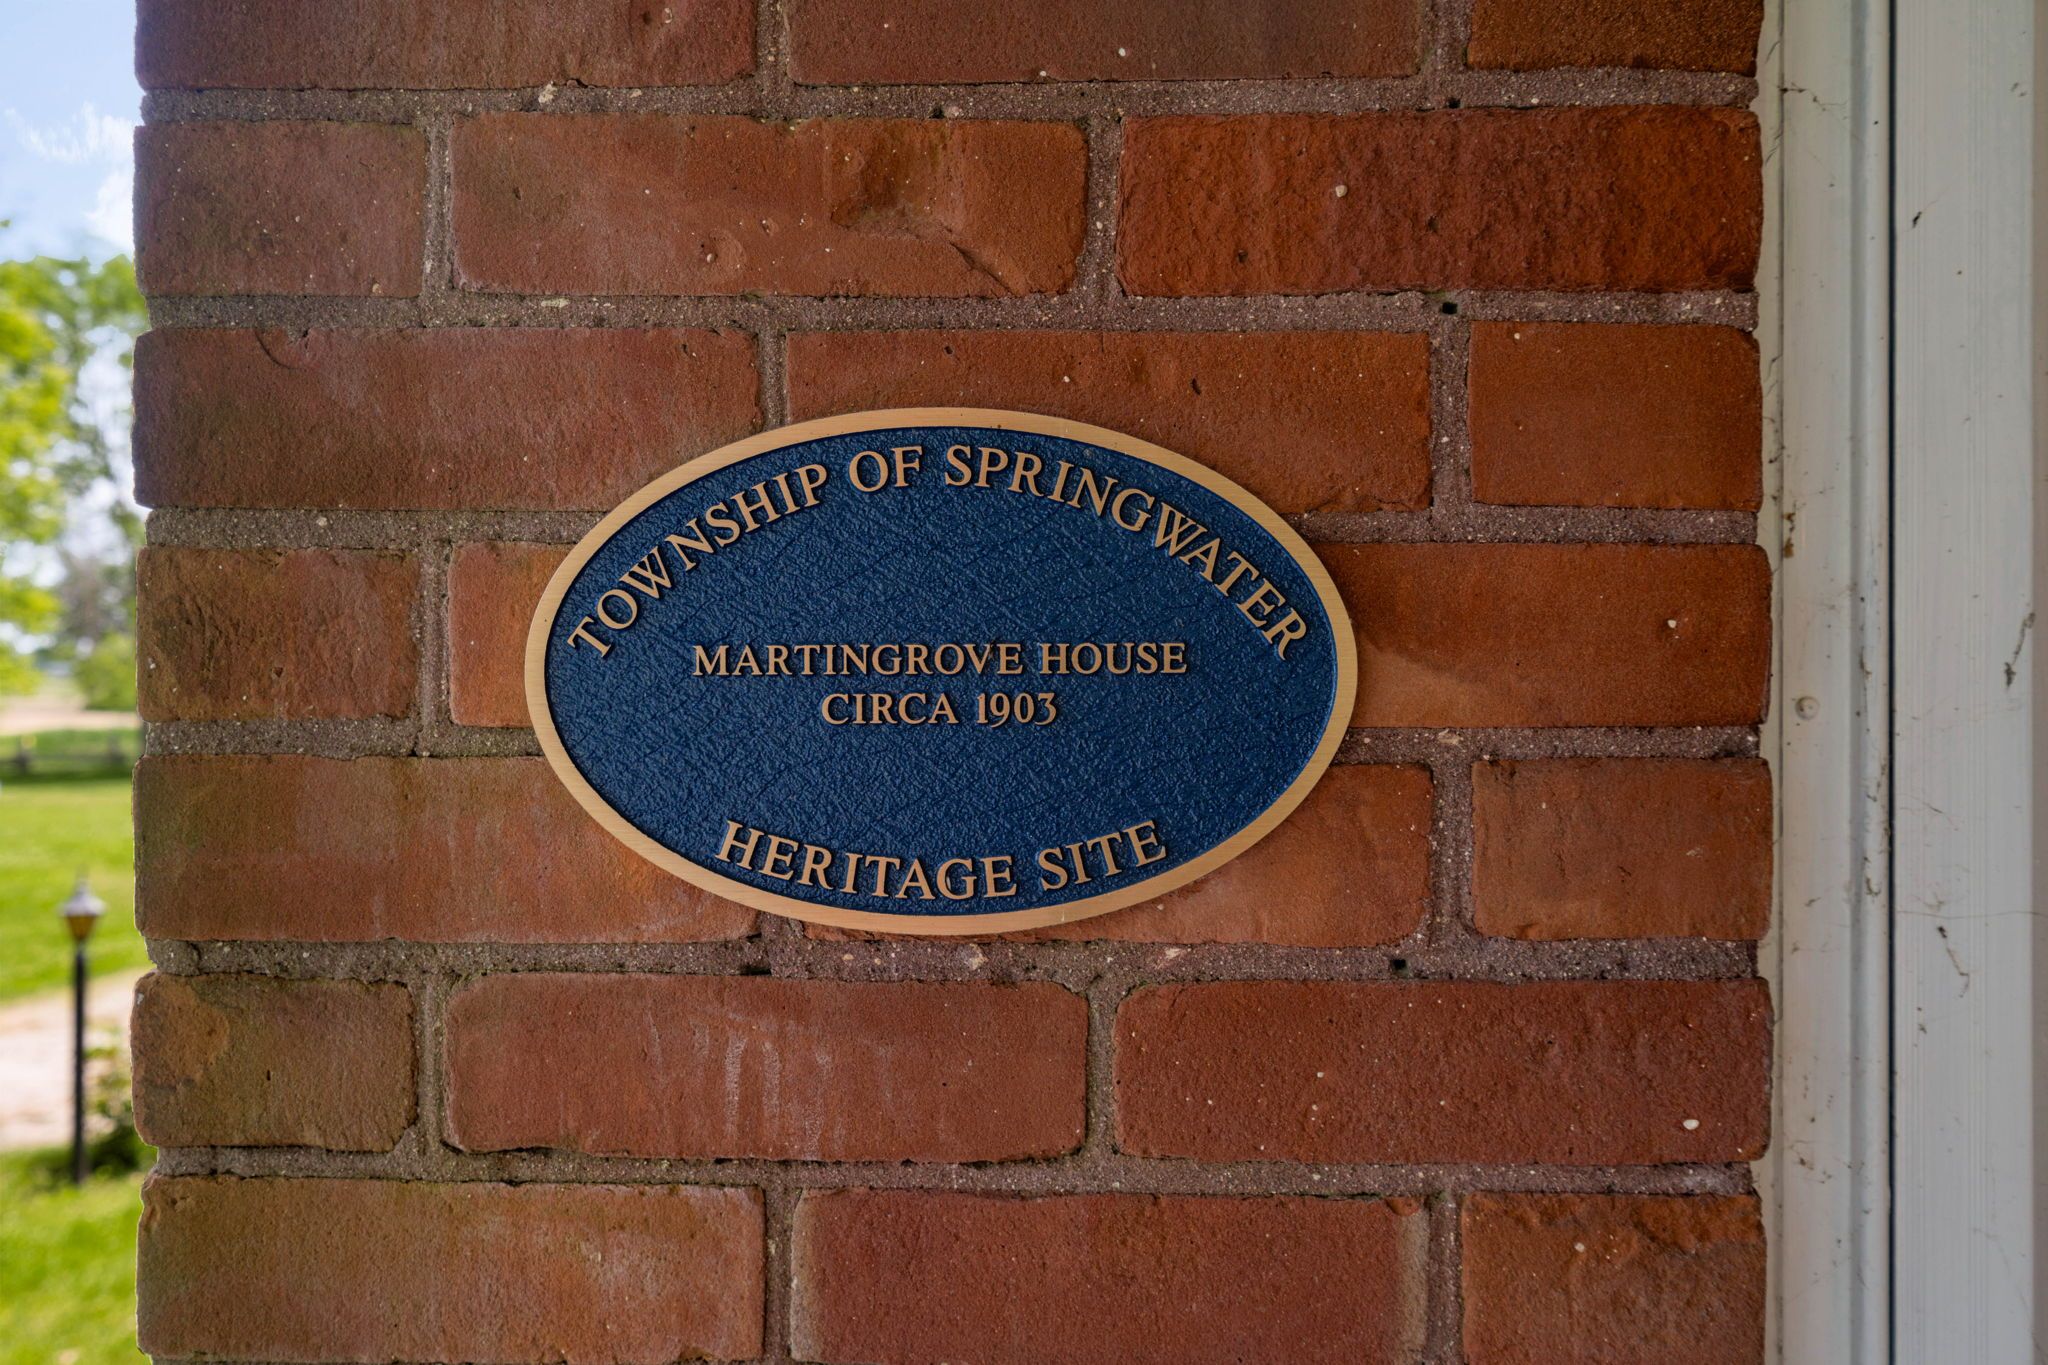 TOWNSHIP OF SPRINGWATER
MARTINGROVE HOUSE
CIRCA 1903
HERITAGE SITE